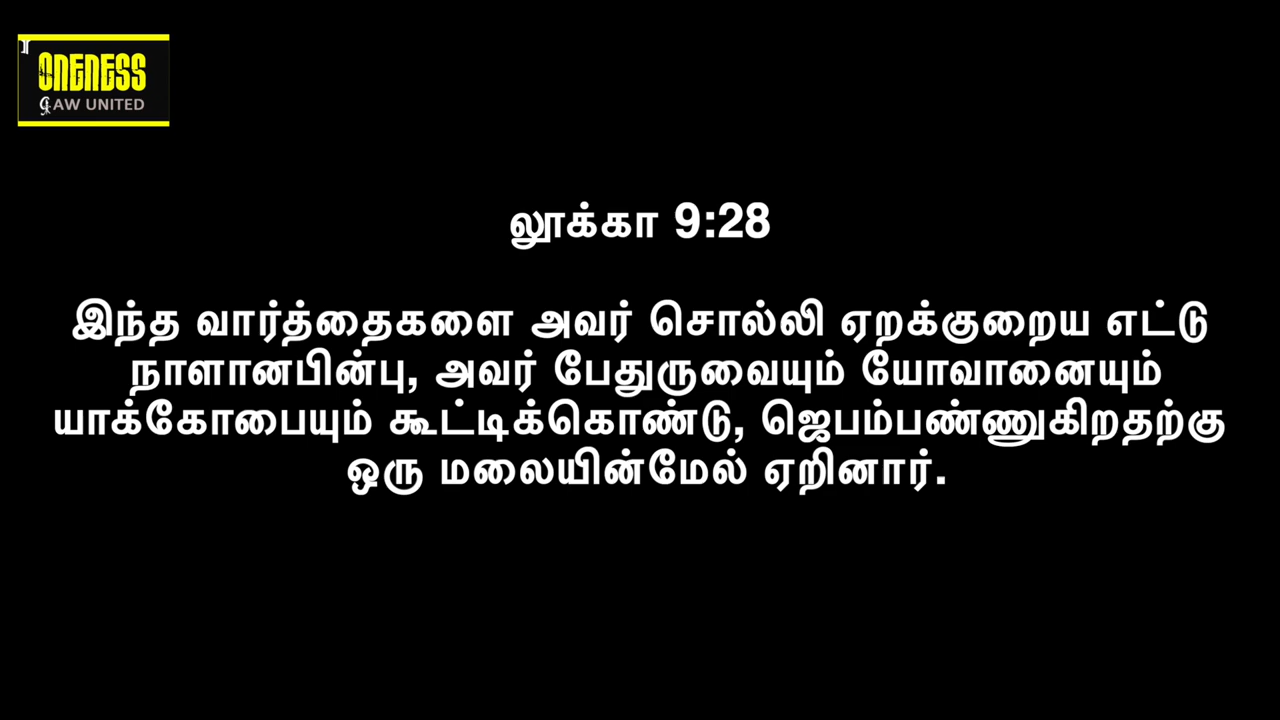 ONENESS
LAW UNITED
லூக்கா 9:28
இந்த வார்த்தைகளை அவர் சொல்லி ஏறக்குறைய எட்டு
நாளானபின்பு, அவர் பேதுருவையும் யோவானையும்
யாக்கோபையும் கூட்டிக்கொண்டு, ஜெபம்பண்ணுகிறதற்கு
ஒரு மலையின்மேல் ஏறினார்.